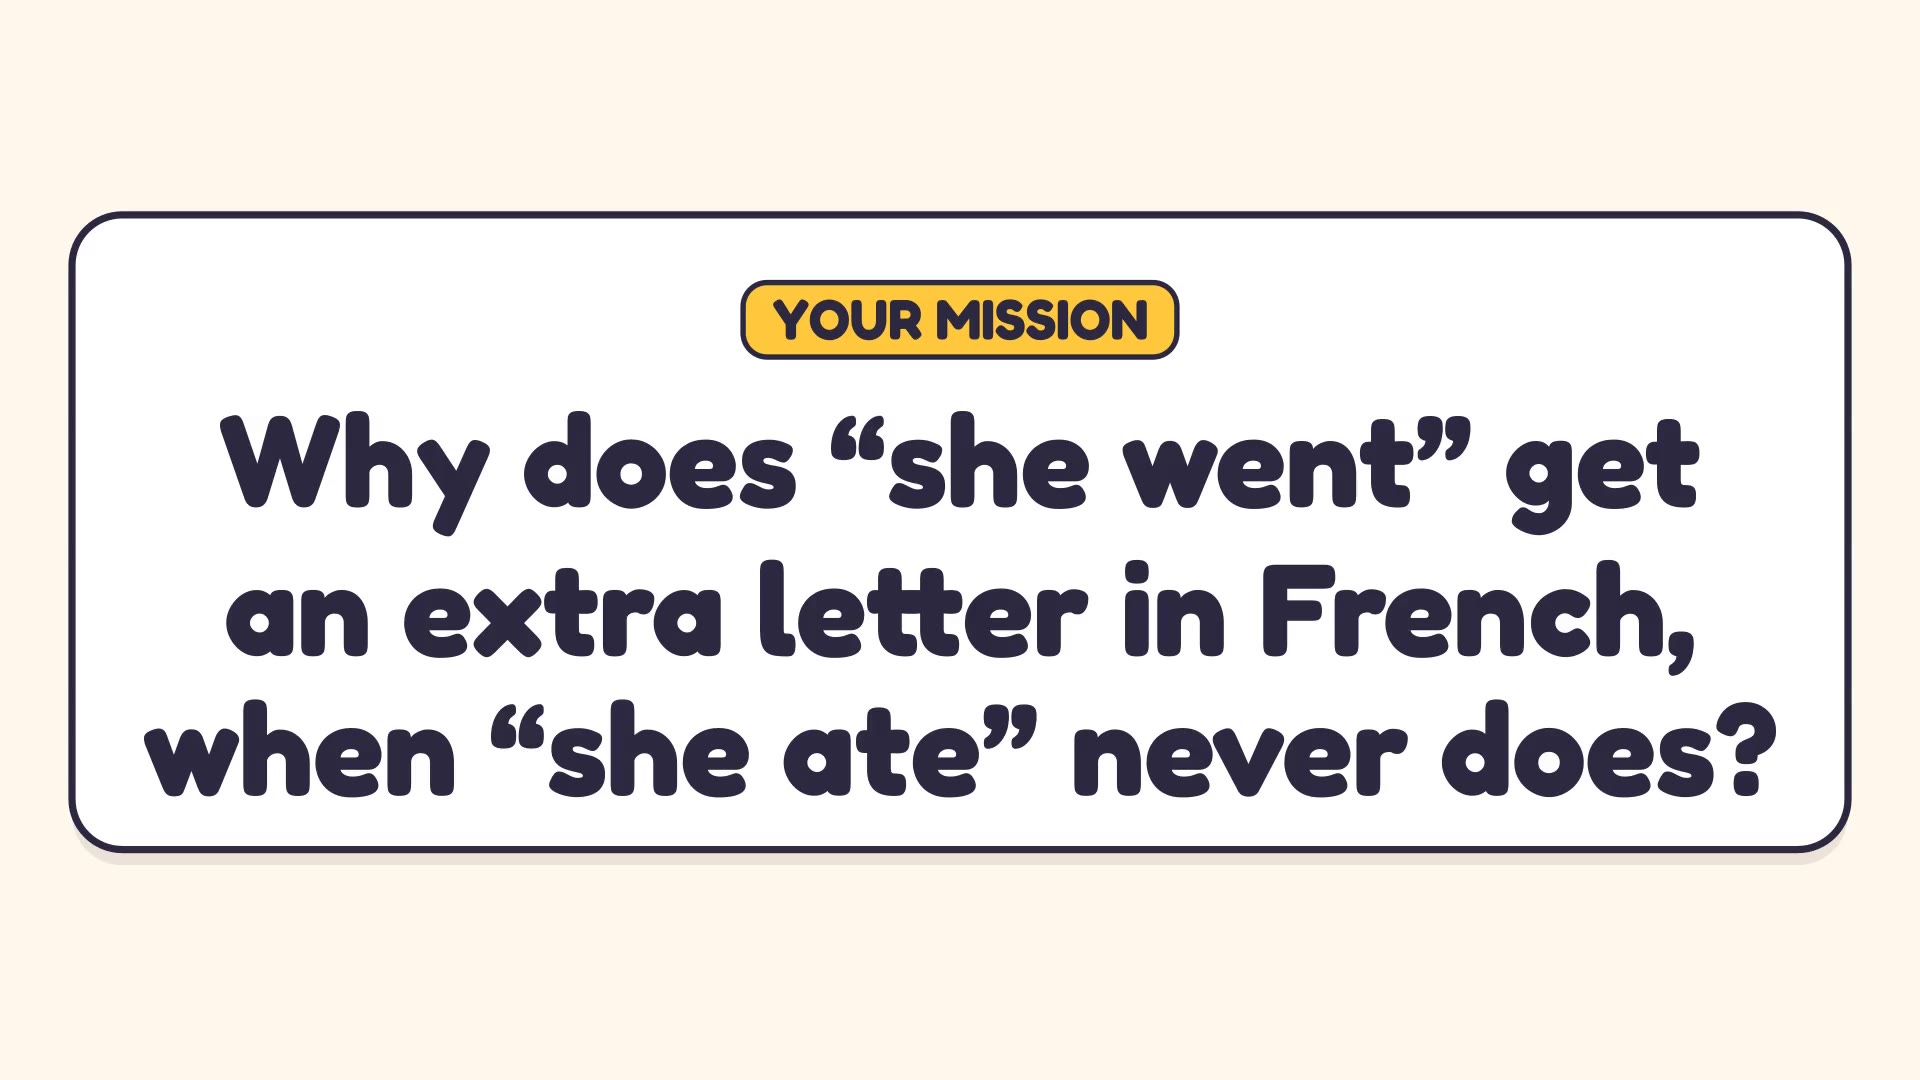 YOUR MISSION
Why does “she went” get
an extra letter in French,
when “she ate” never does?